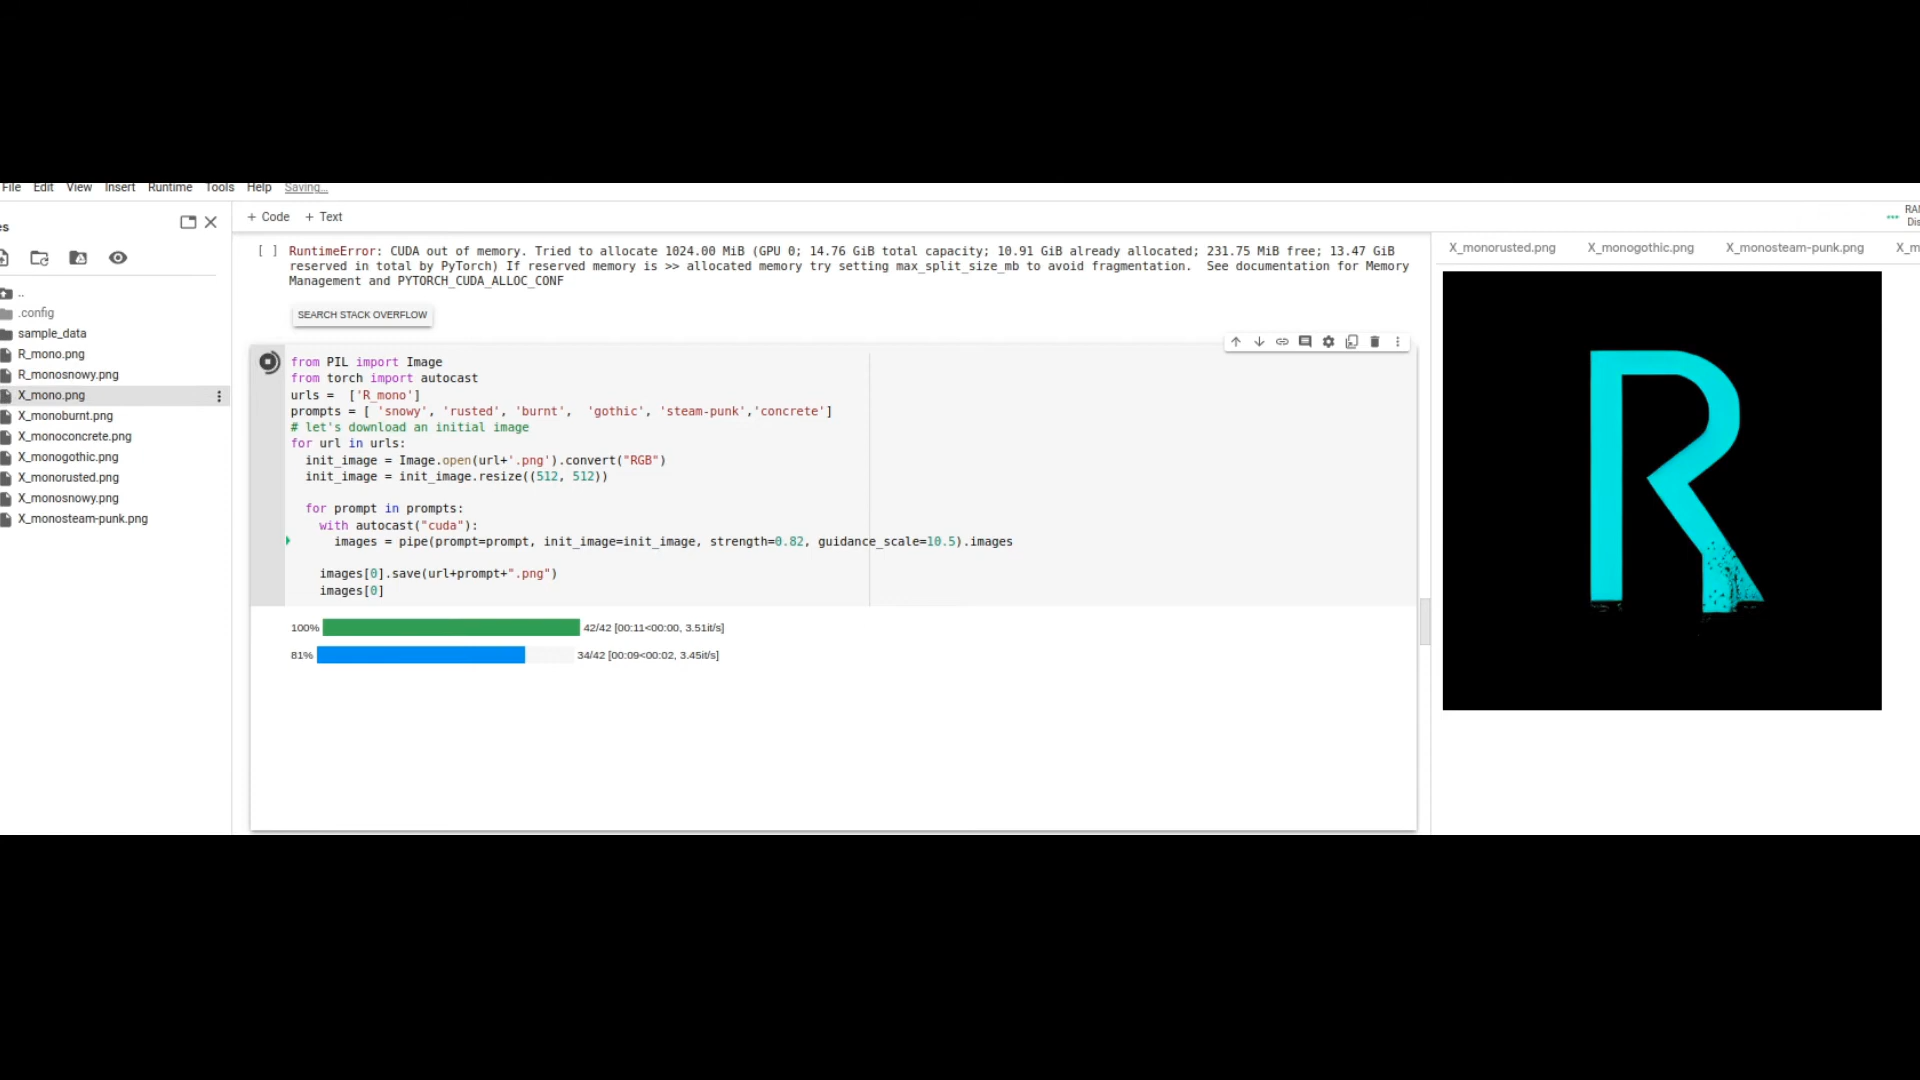 File Edit View Insert Runtime Tools Help Saving...
+ Code + Text
[ ] RuntimeError: CUDA out of memory. Tried to allocate 1024.00 MiB (GPU 0; 14.76 GiB total capacity; 10.91 GiB already allocated; 231.75 MiB free; 13.47 GiB
reserved in total by PyTorch) If reserved memory is >> allocated memory try setting max_split_size_mb to avoid fragmentation. See documentation for Memory
Management and PYTORCH_CUDA_ALLOC_CONF
SEARCH STACK OVERFLOW
..
.config
sample_data
R_mono.png
R_monosnowy.png
X_mono.png
X_monoburnt.png
X_monoconcrete.png
X_monogothic.png
X_monorusted.png
X_monosnowy.png
X_monosteam-punk.png
from PIL import Image
from torch import autocast
urls = ['R_mono']
prompts = [ 'snowy', 'rusted', 'burnt', 'gothic', 'steam-punk','concrete']
# let's download an initial image
for url in urls:
init_image = Image.open(url+'.png').convert("RGB")
init_image = init_image.resize((512, 512))
for prompt in prompts:
with autocast("cuda"):
images = pipe(prompt=prompt, init_image=init_image, strength=0.82, guidance_scale=10.5).images
images[0].save(url+prompt+".png")
images[0]
100% 42/42 [00:11<00:00, 3.51it/s]
81% 34/42 [00:09<00:02, 3.45it/s]
X_monorusted.png X_monogothic.png X_monosteam-punk.png
R